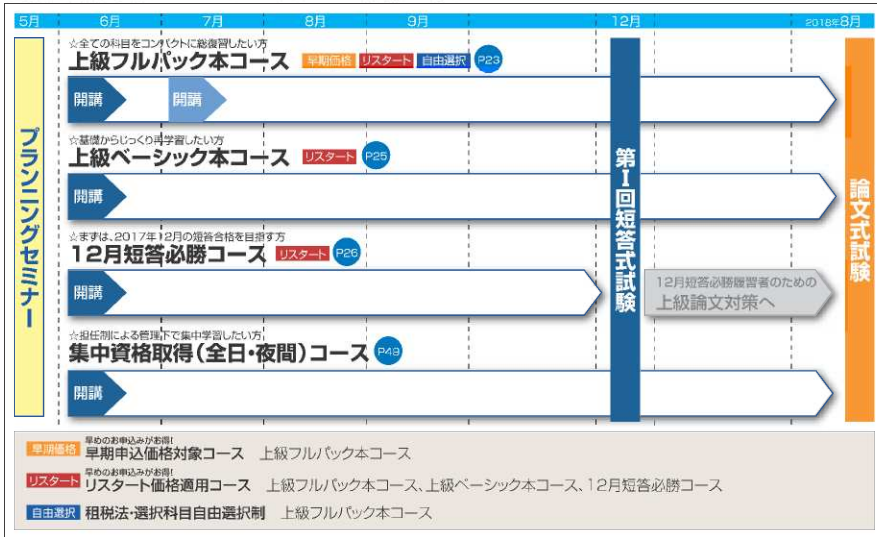 5月 6月 7月 8月 9月 12月 2018年8月
プランニングセミナー
☆全ての科目をコンパクトに総復習したい方
上級フルパック本コース 早期価格 リスタート 自由選択 P23
開講 開講
☆基礎からじっくり再学習したい方
上級ベーシック本コース リスタート P25
開講
☆まずは、2017年12月の短答合格を目指す方
12月短答必勝コース リスタート P26
開講
12月短答必勝履習者のための
上級論文対策へ
☆担任制による管理下で集中学習したい方
集中資格取得(全日・夜間)コース P49
開講
第I回短答式試験
論文式試験
早期価格 早めのお申込みがお得!
早期申込価格対象コース 上級フルパック本コース
リスタート 早めのお申込みがお得!
リスタート価格適用コース 上級フルパック本コース、上級ベーシック本コース、12月短答必勝コース
自由選択 租税法・選択科目自由選択制 上級フルパック本コース